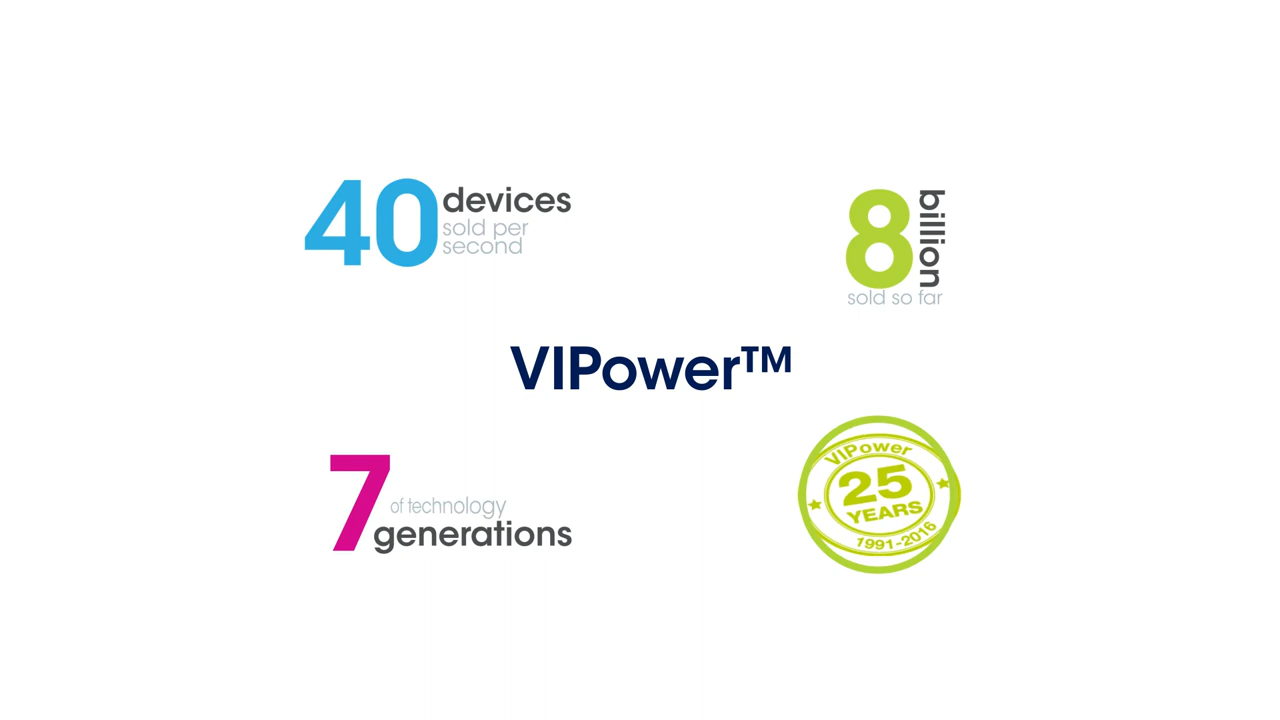 40 devices
sold per
second
8 billion
sold so far
VIPower™
7 of technology
generations
VIPower
25
YEARS
1991-2016